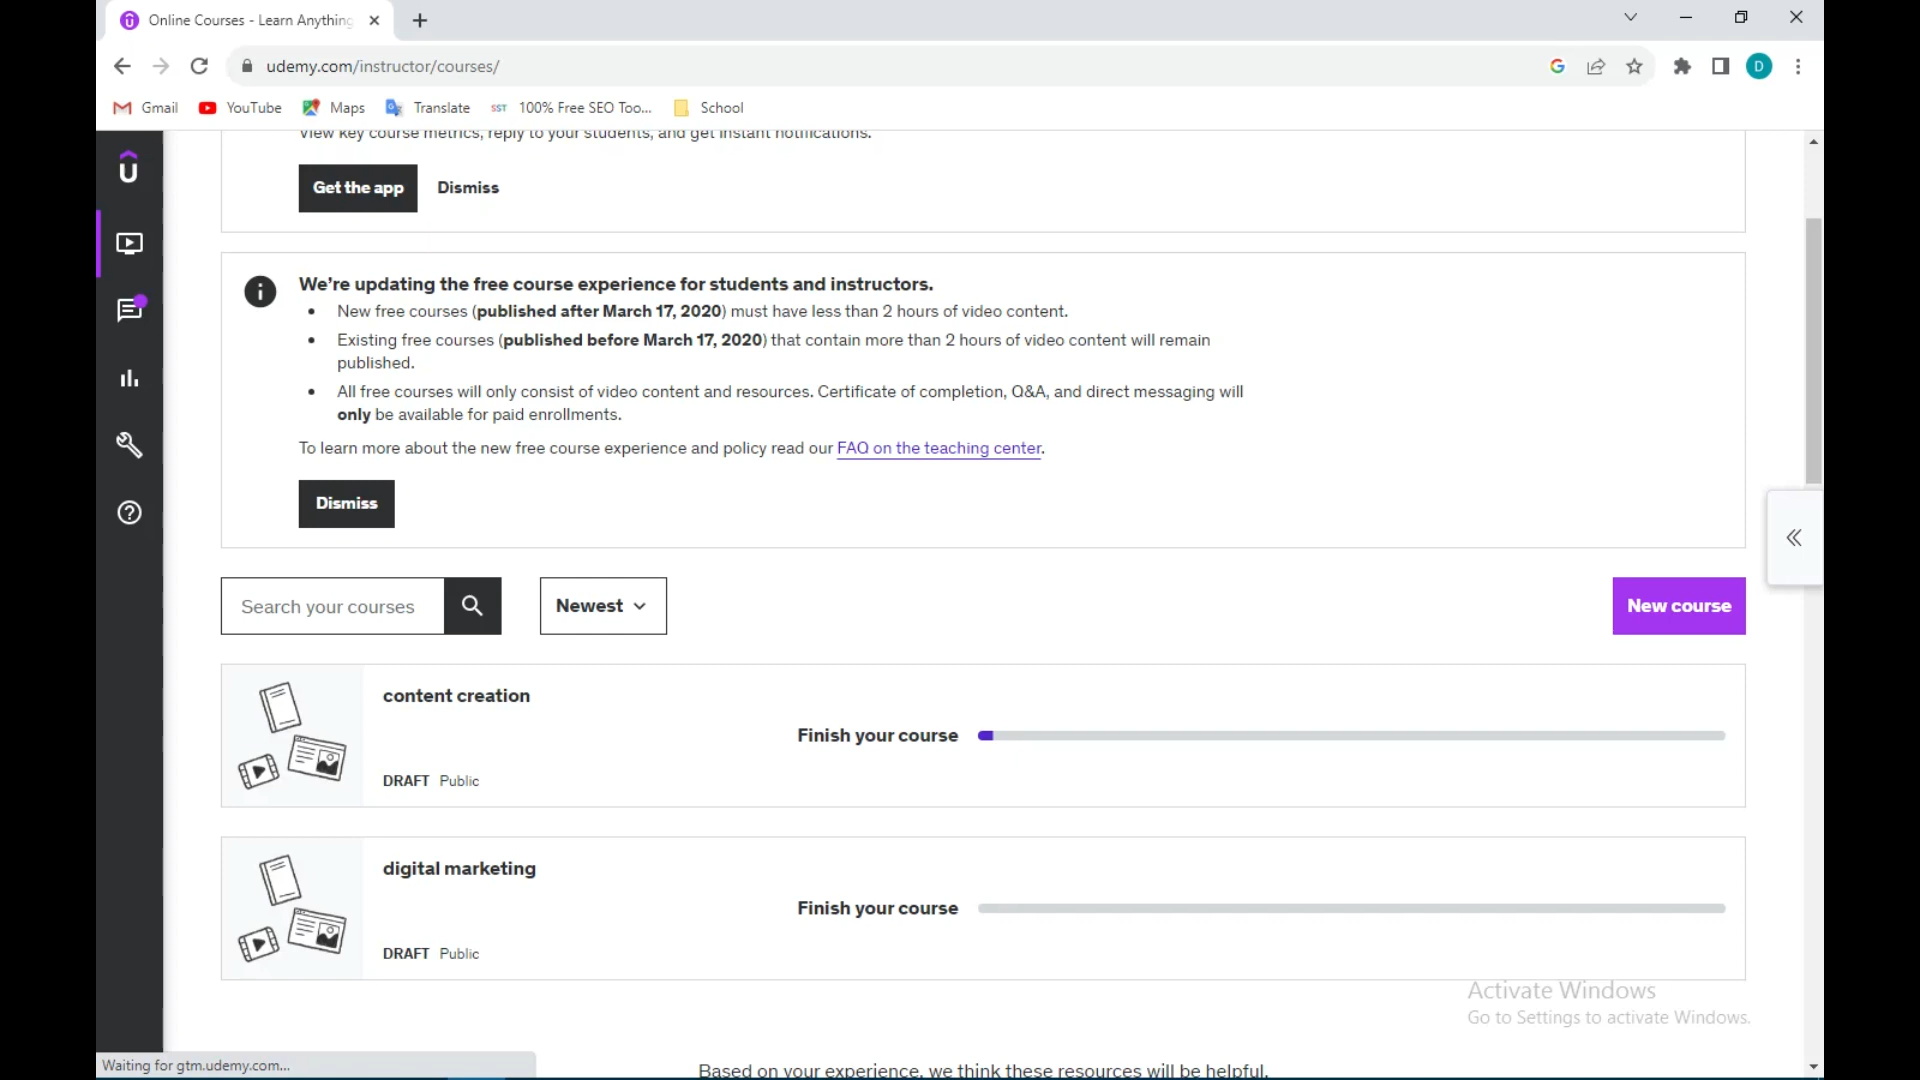 Online Courses - Learn Anything
udemy.com/instructor/courses/
G
D
Gmail
YouTube
Maps
Translate
SST 100% Free SEO Too...
School
View key course metrics, reply to your students, and get instant notifications.
Get the app
Dismiss
We're updating the free course experience for students and instructors.
New free courses (published after March 17, 2020) must have less than 2 hours of video content.
Existing free courses (published before March 17, 2020) that contain more than 2 hours of video content will remain
published.
All free courses will only consist of video content and resources. Certificate of completion, Q&A, and direct messaging will
only be available for paid enrollments.
To learn more about the new free course experience and policy read our FAQ on the teaching center.
Dismiss
Search your courses
Newest
New course
content creation
Finish your course
DRAFT Public
digital marketing
Finish your course
DRAFT Public
Activate Windows
Go to Settings to activate Windows.
Waiting for gtm.udemy.com...
Based on your experience, we think these resources will be helpful.